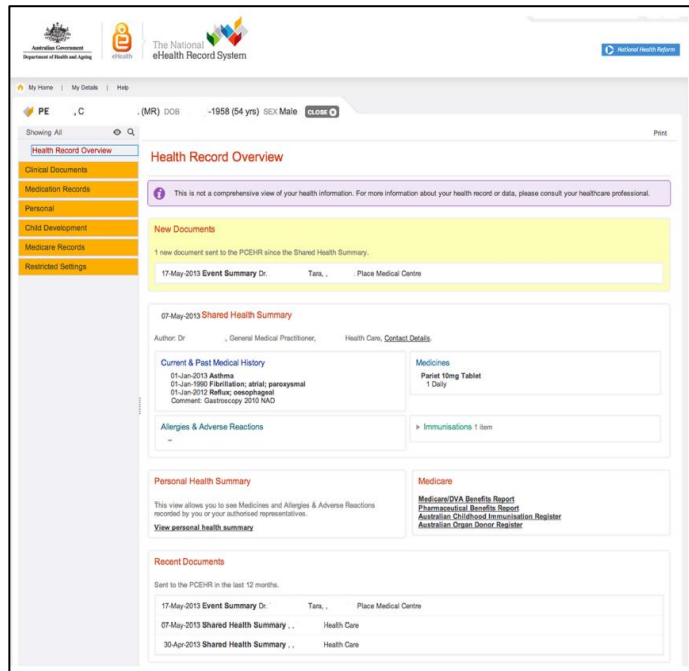 Australian Government
Department of Health and Ageing
eHealth
The National
eHealth Record System
National Health Reform
My Home | My Details | Help
PE , C . (MR) DOB -1958 (54 yrs) SEX Male CLOSE
Showing All
Print
Health Record Overview
Clinical Documents
Medication Records
Personal
Child Development
Medicare Records
Restricted Settings
Health Record Overview
This is not a comprehensive view of your health information. For more information about your health record or data, please consult your healthcare professional.
New Documents
1 new document sent to the PCEHR since the Shared Health Summary.
17-May-2013 Event Summary Dr. Tara, , . Place Medical Centre
07-May-2013 Shared Health Summary
Author: Dr , General Medical Practitioner, Health Care, Contact Details.
Current & Past Medical History
01-Jan-2013 Asthma
01-Jan-1990 Fibrillation; atrial; paroxysmal
01-Jan-2012 Reflux; oesophageal
Comment: Gastroscopy 2010 NAD
Medicines
Pariet 10mg Tablet
1 Daily
Allergies & Adverse Reactions
--
Immunisations 1 item
Personal Health Summary
This view allows you to see Medicines and Allergies & Adverse Reactions
recorded by you or your authorised representatives.
View personal health summary
Medicare
Medicare/DVA Benefits Report
Pharmaceutical Benefits Report
Australian Childhood Immunisation Register
Australian Organ Donor Register
Recent Documents
Sent to the PCEHR in the last 12 months.
17-May-2013 Event Summary Dr. Tara, , Place Medical Centre
07-May-2013 Shared Health Summary , , Health Care
30-Apr-2013 Shared Health Summary , , Health Care